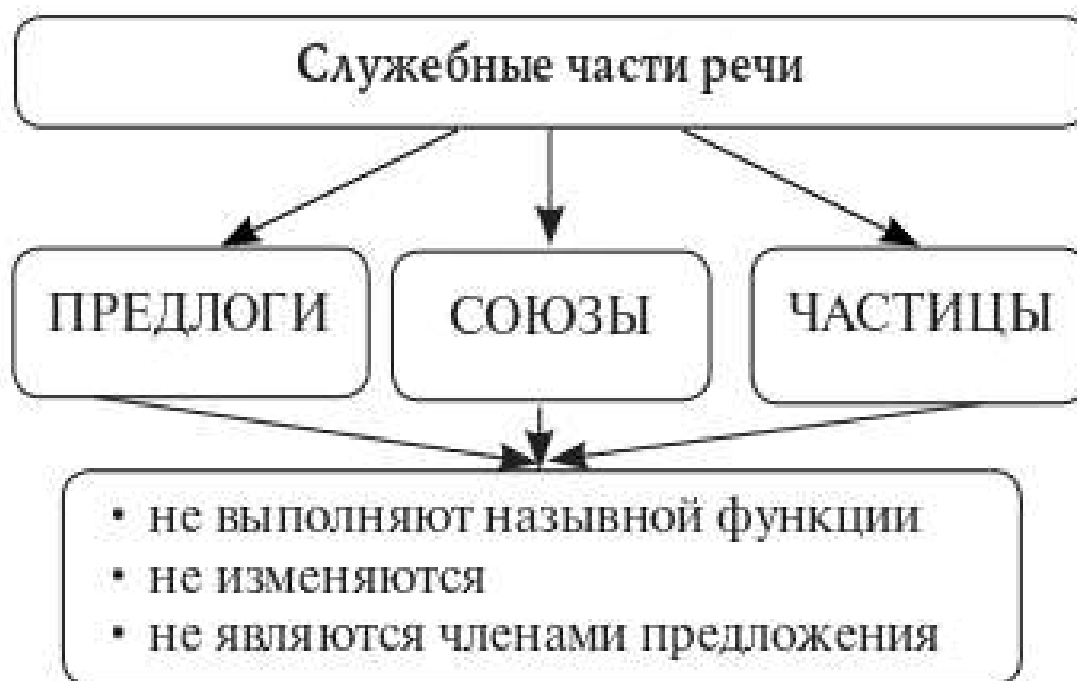 Служебные части речи
ПРЕДЛОГИ
СОЮЗЫ
ЧАСТИЦЫ
• не выполняют назывной функции
• не изменяются
• не являются членами предложения